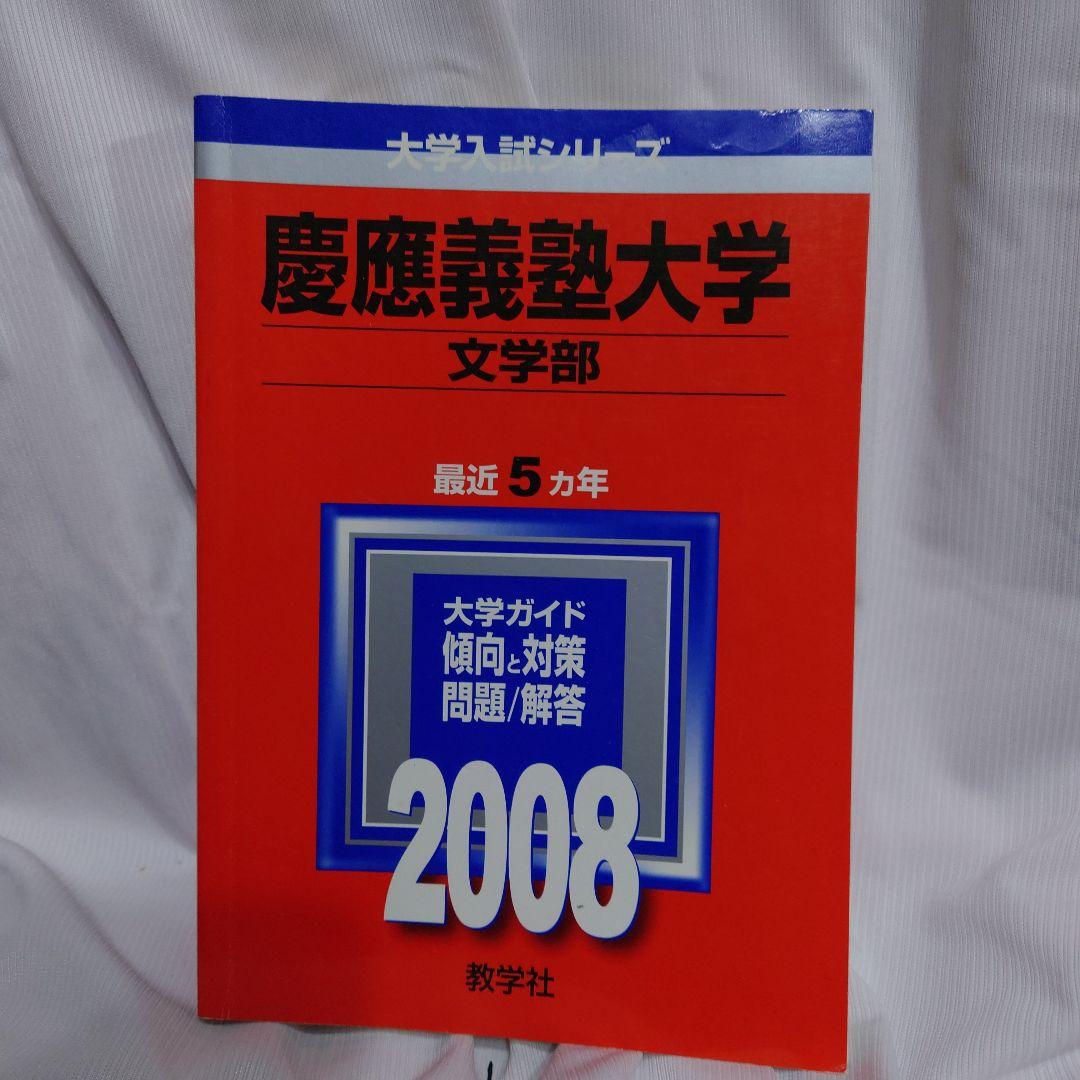 大学入試シリーズ
慶應義塾大学
文学部
最近5ヵ年
大学ガイド
傾向と対策
問題/解答
2008
教学社